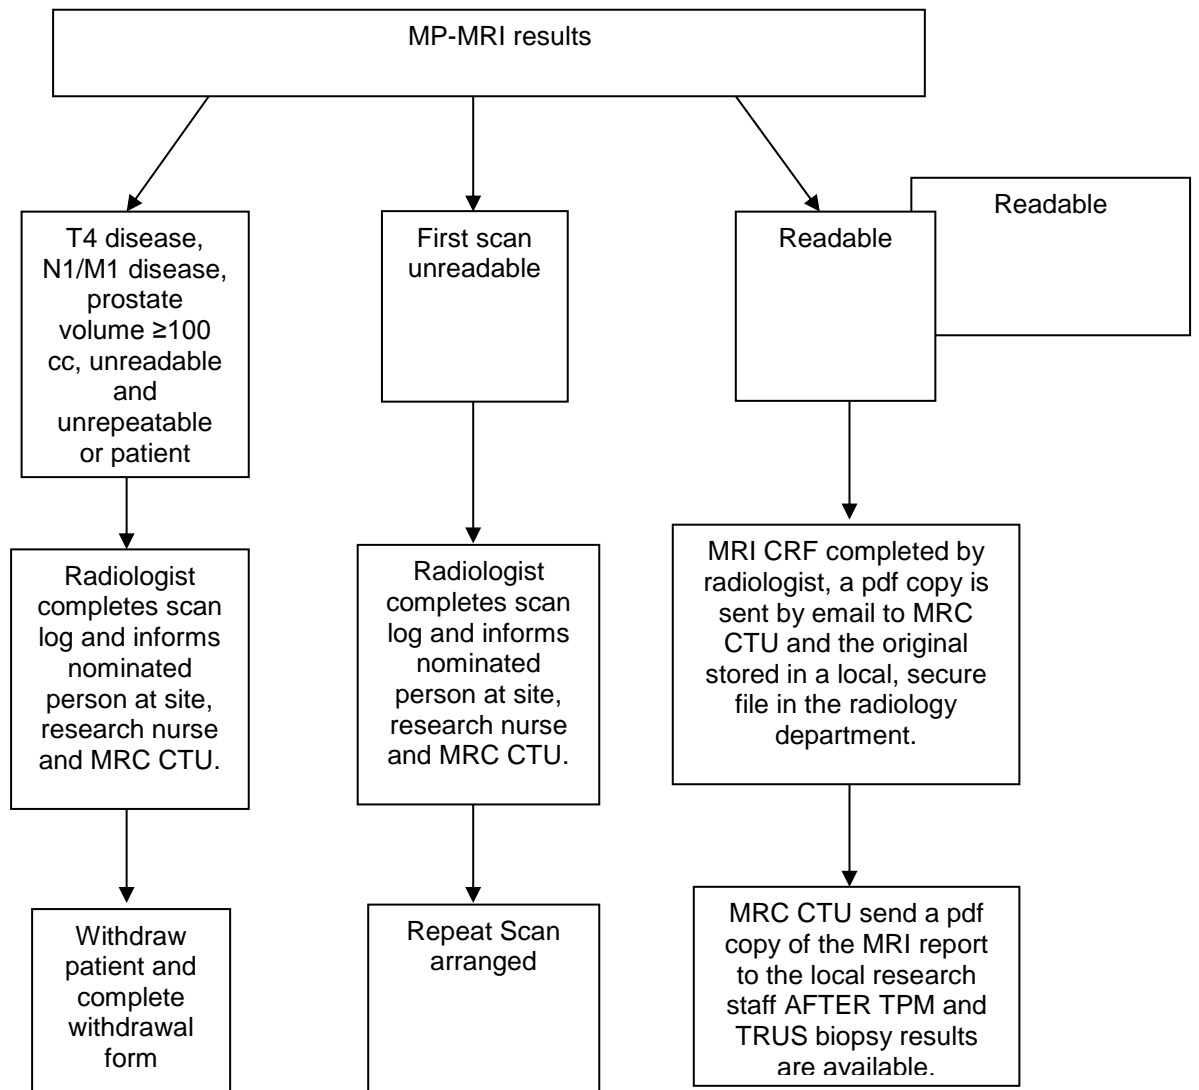 MP-MRI results
T4 disease,
N1/M1 disease,
prostate
volume ≥100
cc, unreadable
and
unrepeatable
or patient
First scan
unreadable
Readable
Readable
Radiologist
completes scan
log and informs
nominated
person at site,
research nurse
and MRC CTU.
Radiologist
completes scan
log and informs
nominated
person at site,
research nurse
and MRC CTU.
MRI CRF completed by
radiologist, a pdf copy is
sent by email to MRC
CTU and the original
stored in a local, secure
file in the radiology
department.
Withdraw
patient and
complete
withdrawal
form
Repeat Scan
arranged
MRC CTU send a pdf
copy of the MRI report
to the local research
staff AFTER TPM and
TRUS biopsy results
are available.